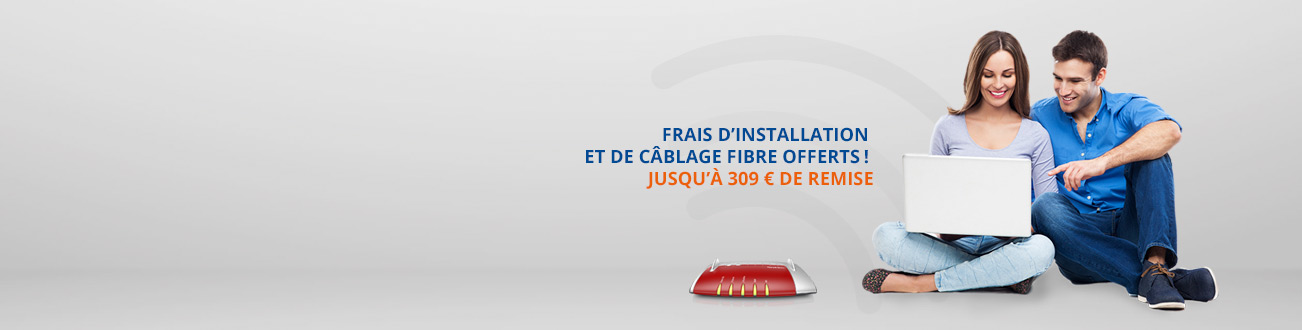 FRAIS D’INSTALLATION
ET DE CÂBLAGE FIBRE OFFERTS !
JUSQU’À 309 € DE REMISE